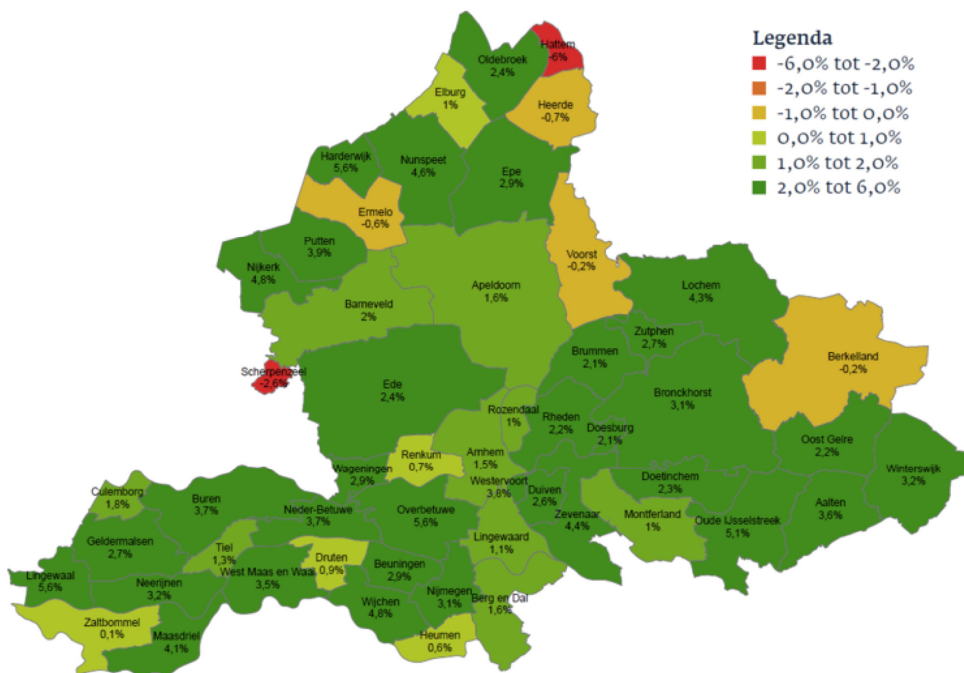 Legenda
-6,0% tot -2,0%
-2,0% tot -1,0%
-1,0% tot 0,0%
0,0% tot 1,0%
1,0% tot 2,0%
2,0% tot 6,0%
Hattem
-6%
Oldebroek
2,4%
Elburg
1%
Heerde
-0,7%
Harderwijk
5,6%
Nunspeet
4,6%
Epe
2,9%
Ermelo
-0,6%
Putten
3,9%
Voorst
-0,2%
Nijkerk
4,8%
Apeldoorn
1,6%
Lochem
4,3%
Barneveld
2%
Zutphen
2,7%
Brummen
2,1%
Berkelland
-0,2%
Scherpenzeel
-2,6%
Ede
2,4%
Bronckhorst
3,1%
Rozendaal
1%
Rheden
2,2%
Doesburg
2,1%
Oost Gelre
2,2%
Renkum
0,7%
Arnhem
1,5%
Winterswijk
3,2%
Wageningen
2,9%
Westervoort
3,8%
Duiven
2,6%
Doetinchem
2,3%
Aalten
3,6%
Culemborg
1,8%
Buren
3,7%
Neder-Betuwe
3,7%
Overbetuwe
5,6%
Zevenaar
4,4%
Montferland
1%
Oude IJsselstreek
5,1%
Geldermalsen
2,7%
Tiel
1,3%
Lingewaard
1,1%
Druten
0,9%
Lingewaal
5,6%
Neerijnen
3,2%
West Maas en Waal
3,5%
Beuningen
2,9%
Nijmegen
3,1%
Berg en Dal
1,6%
Wijchen
4,8%
Zaltbommel
0,1%
Maasdriel
4,1%
Heumen
0,6%